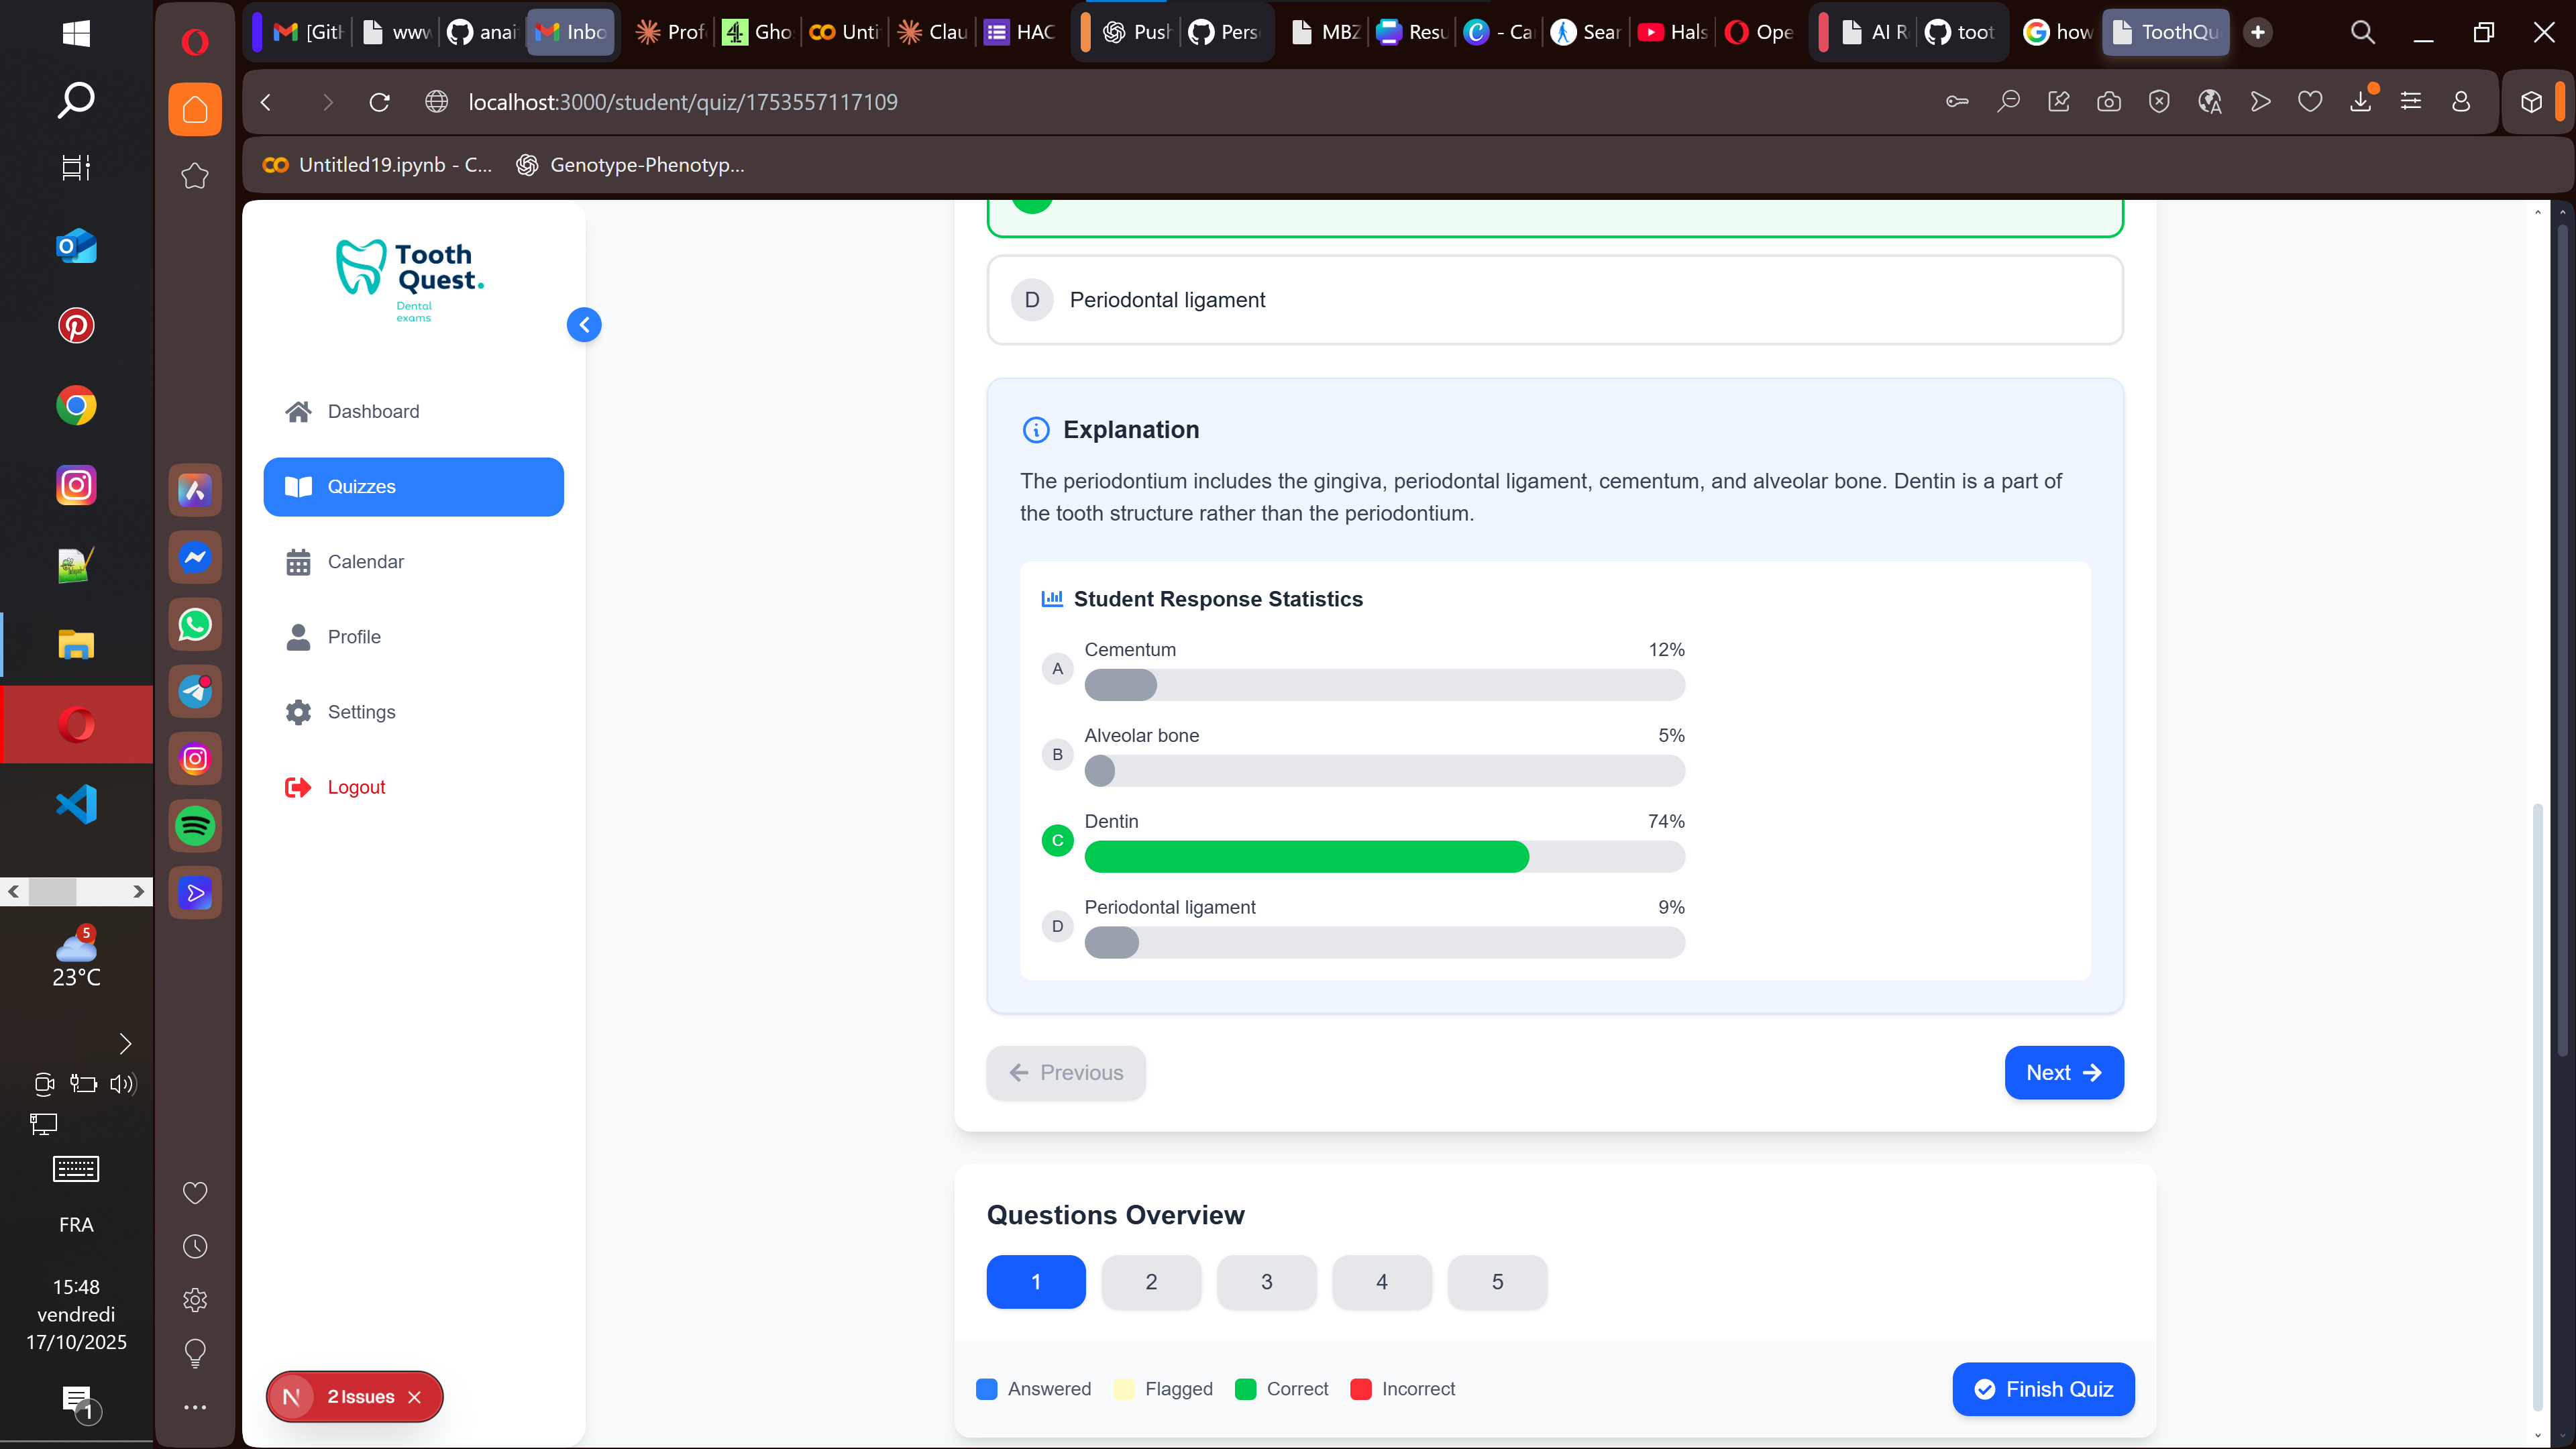 [Gith
www
anai
Inbo
Prof
Gho
Unti
Clau
HAC
Push
Pers
MBZ
Resu
- Ca
Sear
Hals
Ope
AI R
toot
how
ToothQu
localhost:3000/student/quiz/1753557117109
Untitled19.ipynb - C...
Genotype-Phenotyp...
Tooth
Quest.
Dental
exams
Dashboard
Quizzes
Calendar
Profile
Settings
Logout
D Periodontal ligament
Explanation
The periodontium includes the gingiva, periodontal ligament, cementum, and alveolar bone. Dentin is a part of
the tooth structure rather than the periodontium.
Student Response Statistics
A Cementum 12%
B Alveolar bone 5%
C Dentin 74%
D Periodontal ligament 9%
Previous
Next
Questions Overview
1 2 3 4 5
Answered Flagged Correct Incorrect
Finish Quiz
N 2 Issues
5
23°C
FRA
15:48
vendredi
17/10/2025
1